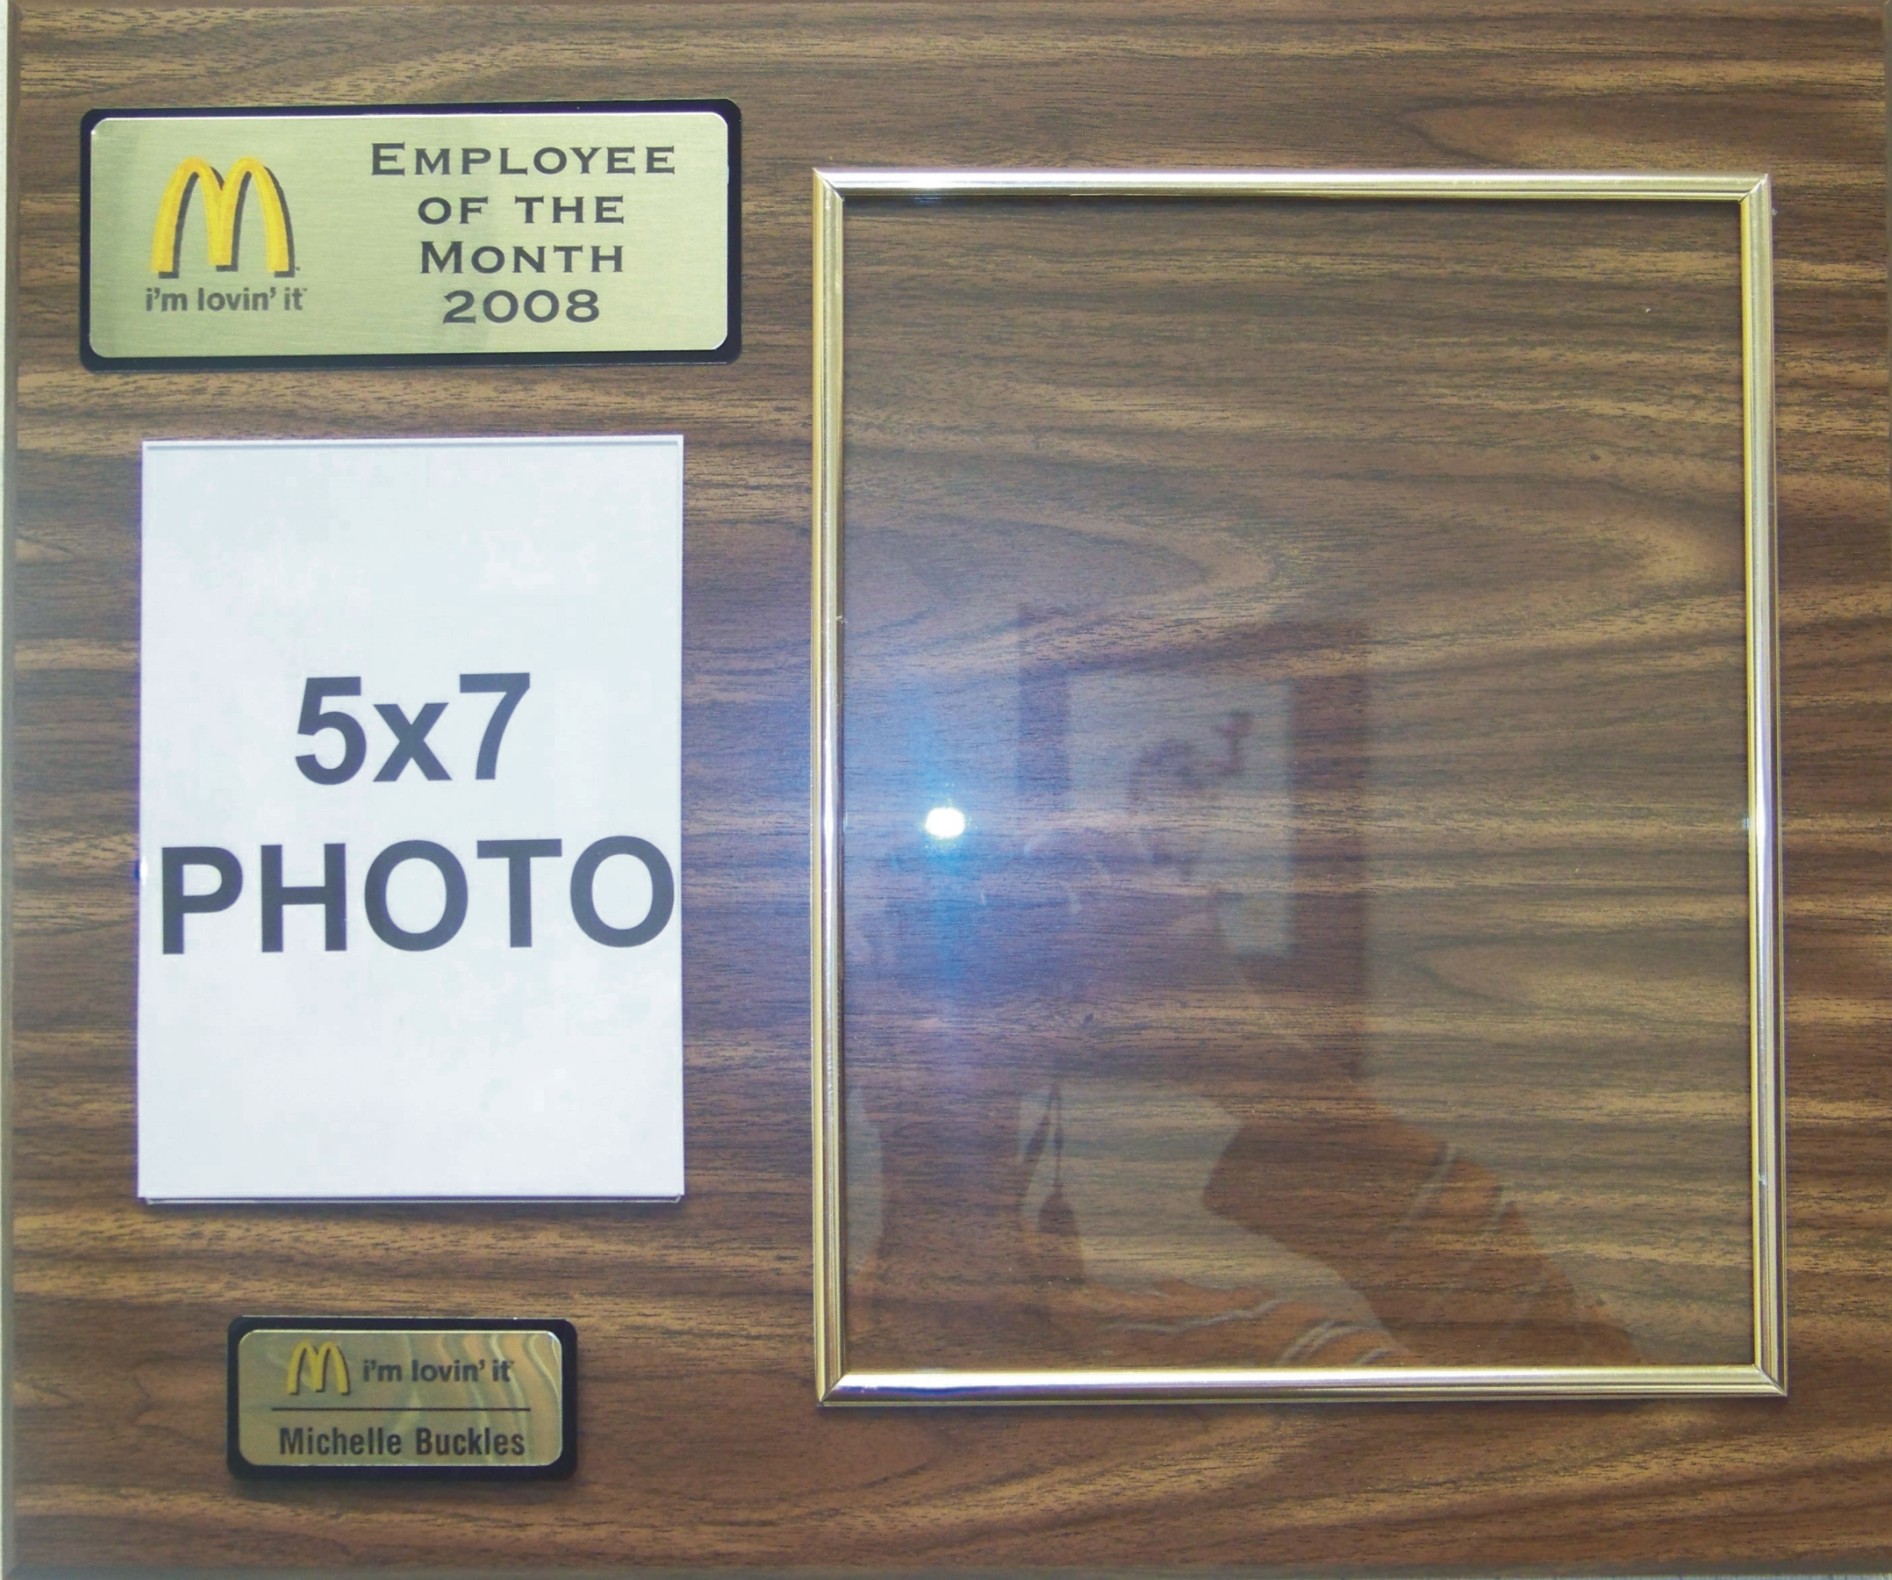 Employee
of the
Month
2008
i'm lovin' it
5x7
PHOTO
i'm lovin' it
Michelle Buckles